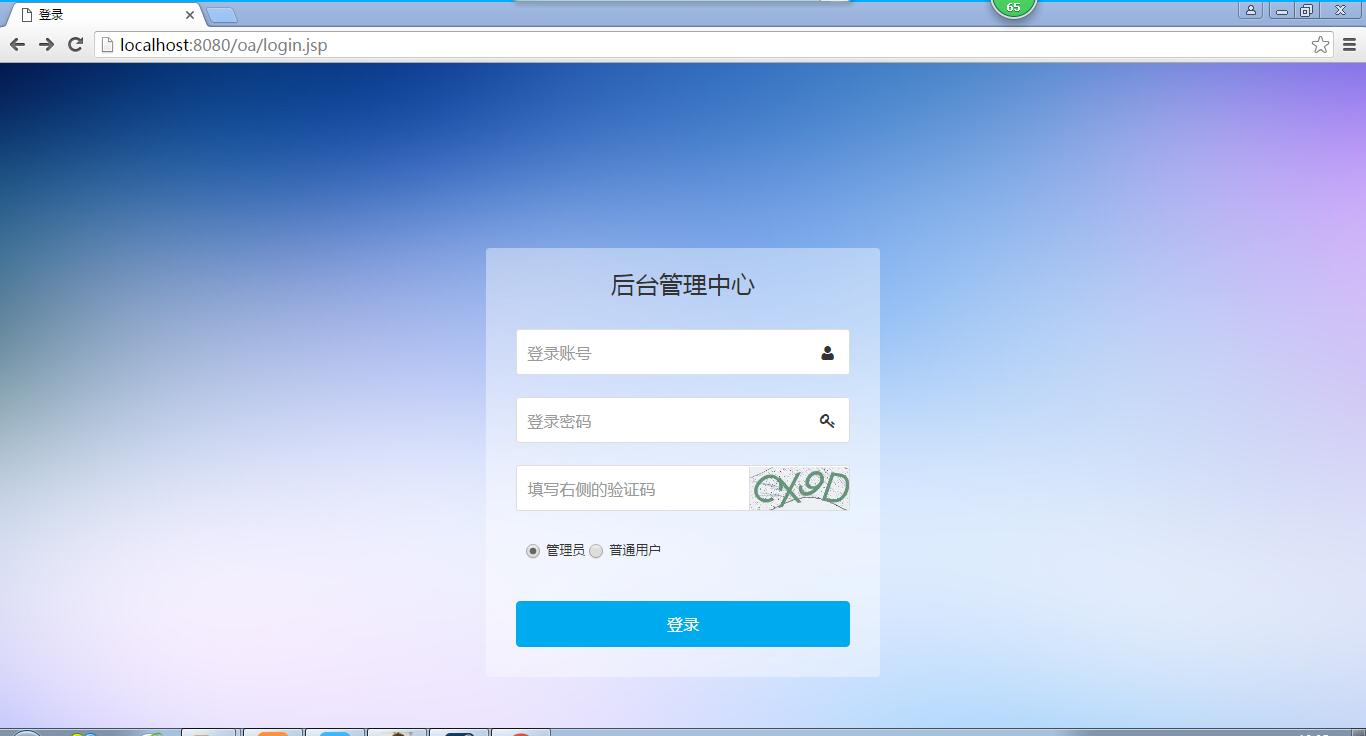 登录
65
localhost:8080/oa/login.jsp
后台管理中心
登录账号
登录密码
填写右侧的验证码
CX9D
管理员 普通用户
登录